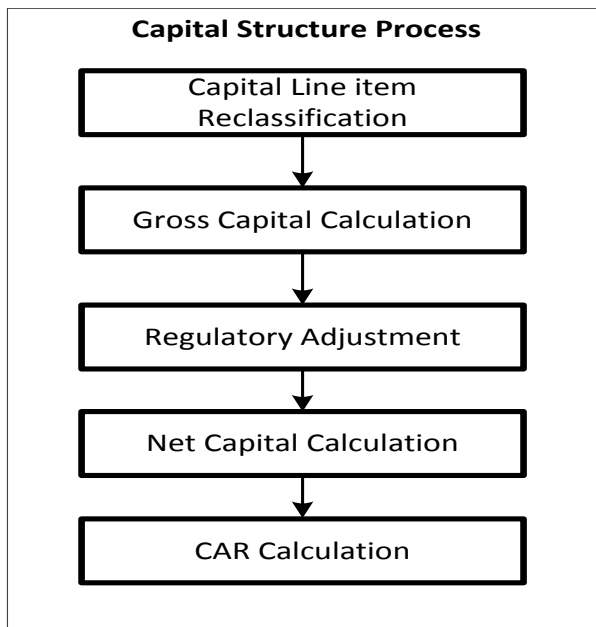 Capital Structure Process
Capital Line item
Reclassification
Gross Capital Calculation
Regulatory Adjustment
Net Capital Calculation
CAR Calculation